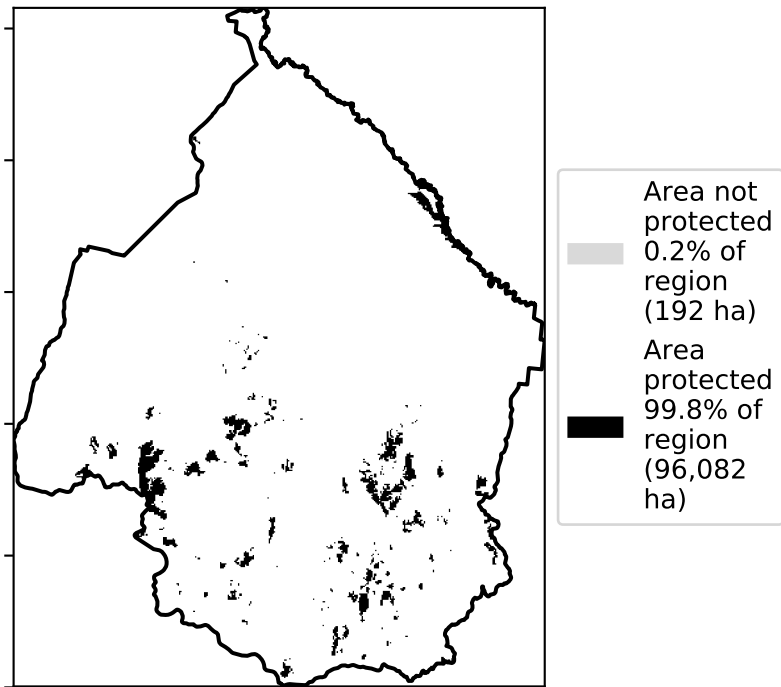 Area not
protected
0.2% of
region
(192 ha)
Area
protected
99.8% of
region
(96,082
ha)